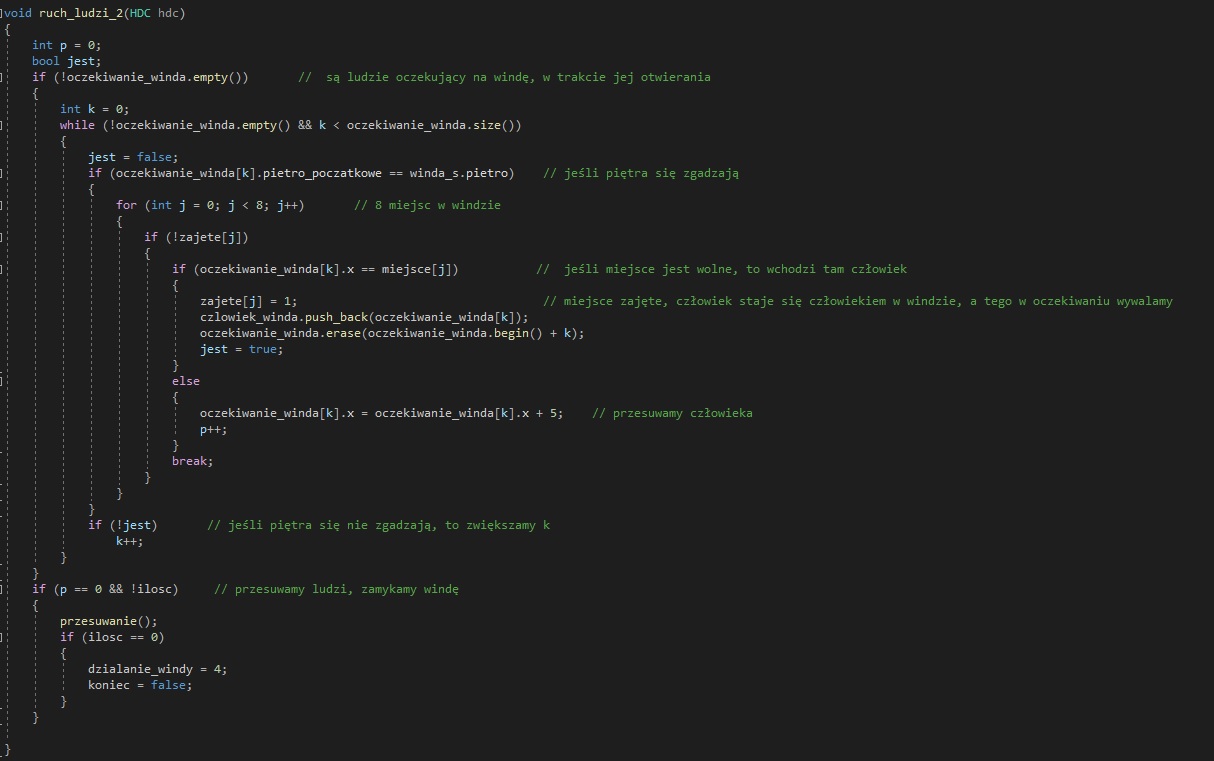 void ruch_ludzi_2(HDC hdc)
{
    int p = 0;
    bool jest;
    if (!oczekiwanie_winda.empty())       //  są ludzie oczekujący na windę, w trakcie jej otwierania
    {
        int k = 0;
        while (!oczekiwanie_winda.empty() && k < oczekiwanie_winda.size())
        {
            jest = false;
            if (oczekiwanie_winda[k].pietro_poczatkowe == winda_s.pietro)    // jeśli piętra się zgadzają
            {
                for (int j = 0; j < 8; j++)       // 8 miejsc w windzie
                {
                    if (!zajete[j])
                    {
                        if (oczekiwanie_winda[k].x == miejsce[j])           //  jeśli miejsce jest wolne, to wchodzi tam człowiek
                        {
                            zajete[j] = 1;                                   // miejsce zajęte, człowiek staje się człowiekiem w windzie, a tego w oczekiwaniu wywalamy
                            czlowiek_winda.push_back(oczekiwanie_winda[k]);
                            oczekiwanie_winda.erase(oczekiwanie_winda.begin() + k);
                            jest = true;
                        }
                        else
                        {
                            oczekiwanie_winda[k].x = oczekiwanie_winda[k].x + 5;    // przesuwamy człowieka
                            p++;
                        }
                        break;
                    }
                }
            }
            if (!jest)       // jeśli piętra się nie zgadzają, to zwiększamy k
                k++;
        }
    }
    if (p == 0 && !ilosc)     // przesuwamy ludzi, zamykamy windę
    {
        przesuwanie();
        if (ilosc == 0)
        {
            dzialanie_windy = 4;
            koniec = false;
        }
    }
}